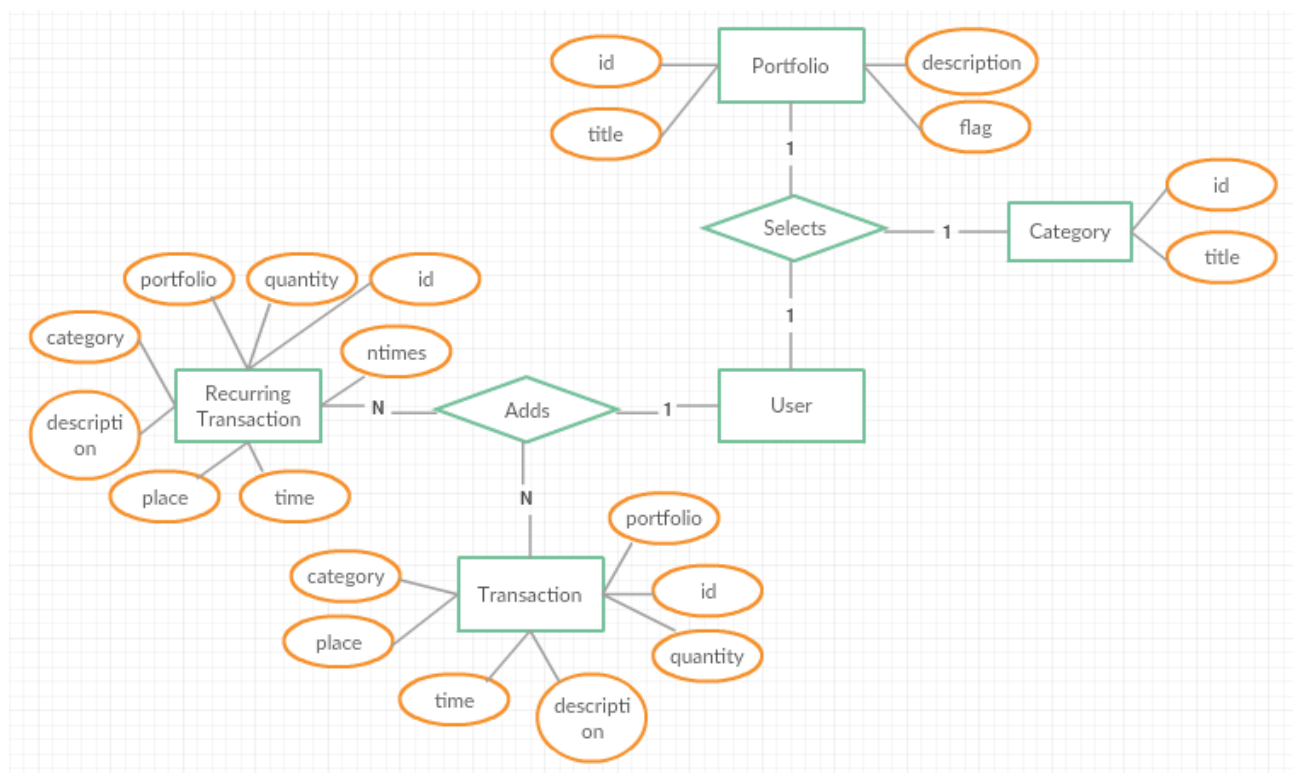 id
Portfolio
description
title
flag
1
id
Selects
1
Category
title
portfolio
quantity
id
1
category
ntimes
Recurring
Transaction
N
Adds
1
User
descripti
on
place
time
N
portfolio
category
Transaction
id
place
quantity
time
descripti
on